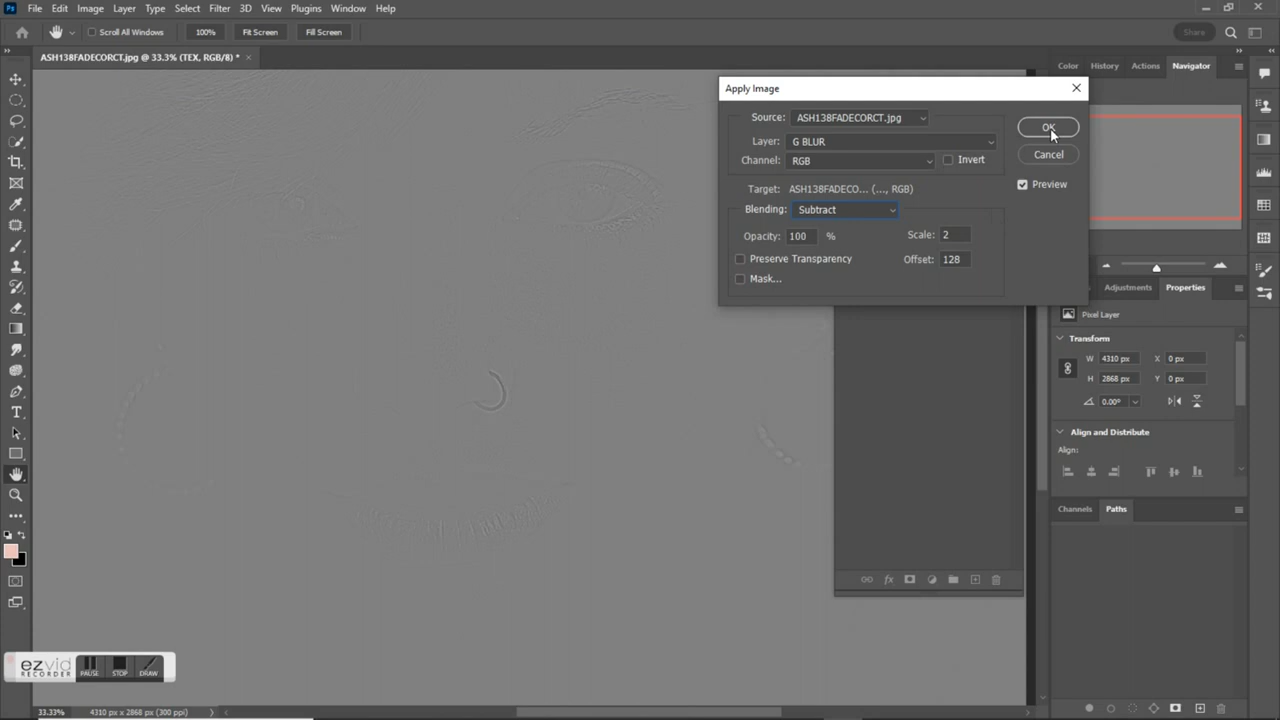 Ps File Edit Image Layer Type Select Filter 3D View Plugins Window Help
Scroll All Windows 100% Fit Screen Fill Screen Share
ASH138FADECORCT.jpg @ 33.3% (TEX, RGB/8) * ×
Color History Actions Navigator
Apply Image
Source: ASH138FADECORCT.jpg
OK
Layer: G BLUR
Channel: RGB Invert
Cancel
Target: ASH138FADECO... (..., RGB)
Preview
Blending: Subtract
Opacity: 100 % Scale: 2
Preserve Transparency Offset: 128
Mask...
Adjustments Properties
Pixel Layer
Transform
W 4310 px X 0 px
H 2868 px Y 0 px
0.00°
Align and Distribute
Align:
Channels Paths
fx
T
ezvid
RECORDER
PAUSE STOP DRAW
33.33% 4310 px x 2868 px (300 ppi)